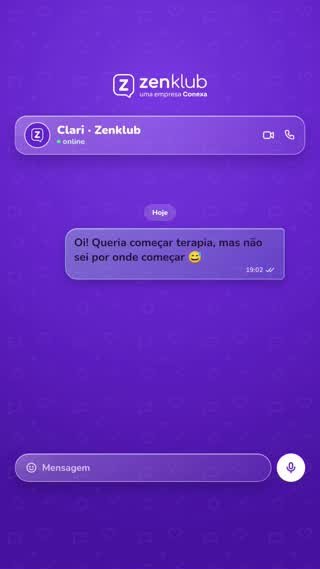 zenklub
uma empresa Conexa
Clari · Zenklub
online
Hoje
Oi! Queria começar terapia, mas não
sei por onde começar 😅
19:02
Mensagem